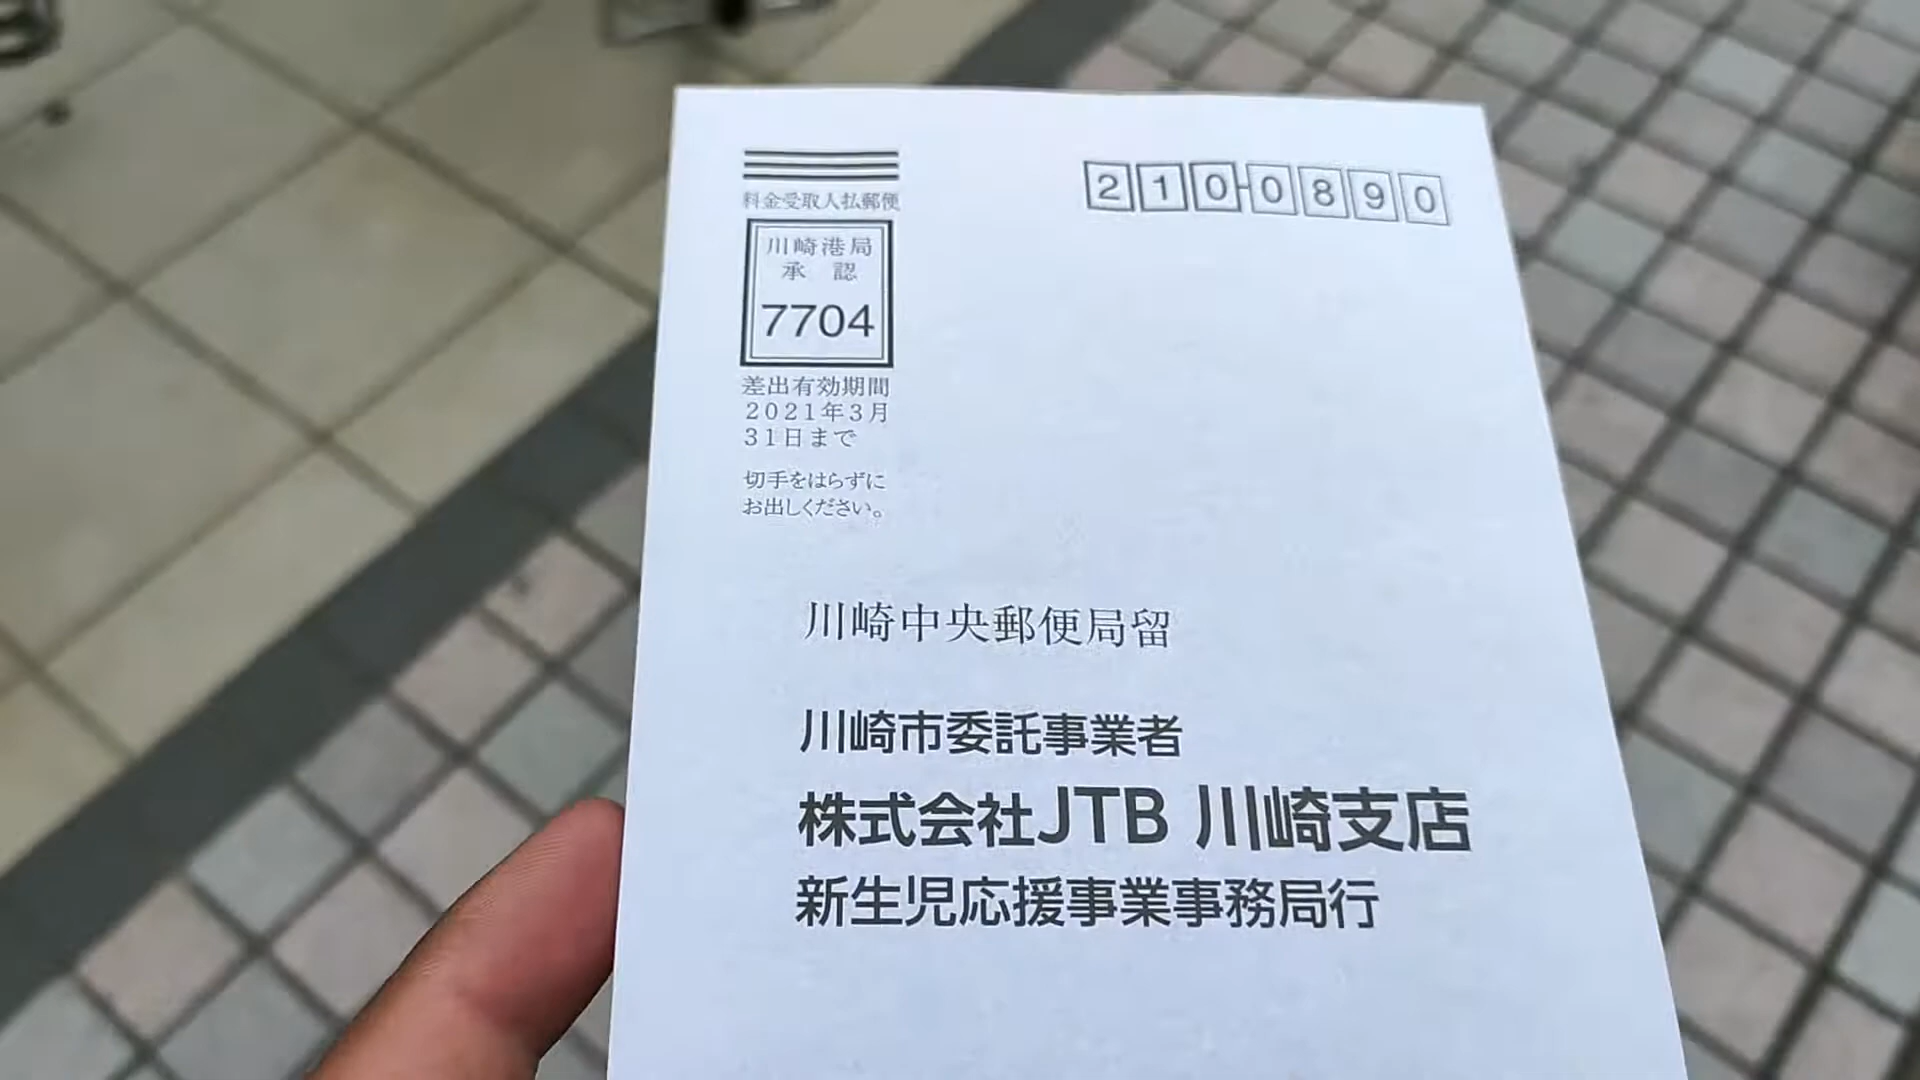 料金受取人払郵便
川崎港局
承 認
7704
差出有効期間
2021年3月
31日まで
切手をはらずに
お出しください。
210-0890
川崎中央郵便局留
川崎市委託事業者
株式会社JTB 川崎支店
新生児応援事業事務局行